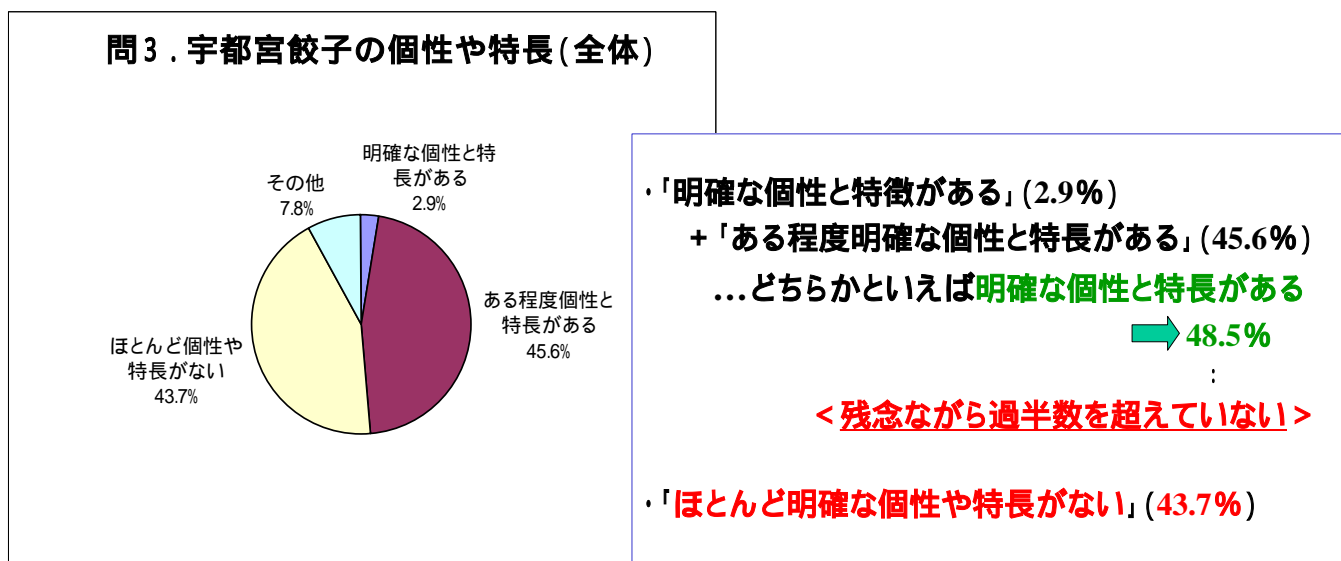 問3．宇都宮餃子の個性や特長(全体)
明確な個性と特
長がある
2.9%
その他
7.8%
ある程度個性と
特長がある
45.6%
ほとんど個性や
特長がない
43.7%
・「明確な個性と特徴がある」(2.9%)
+「ある程度明確な個性と特長がある」(45.6%)
…どちらかといえば明確な個性と特長がある
48.5%
:
<残念ながら過半数を超えていない>
・「ほとんど明確な個性や特長がない」(43.7%)